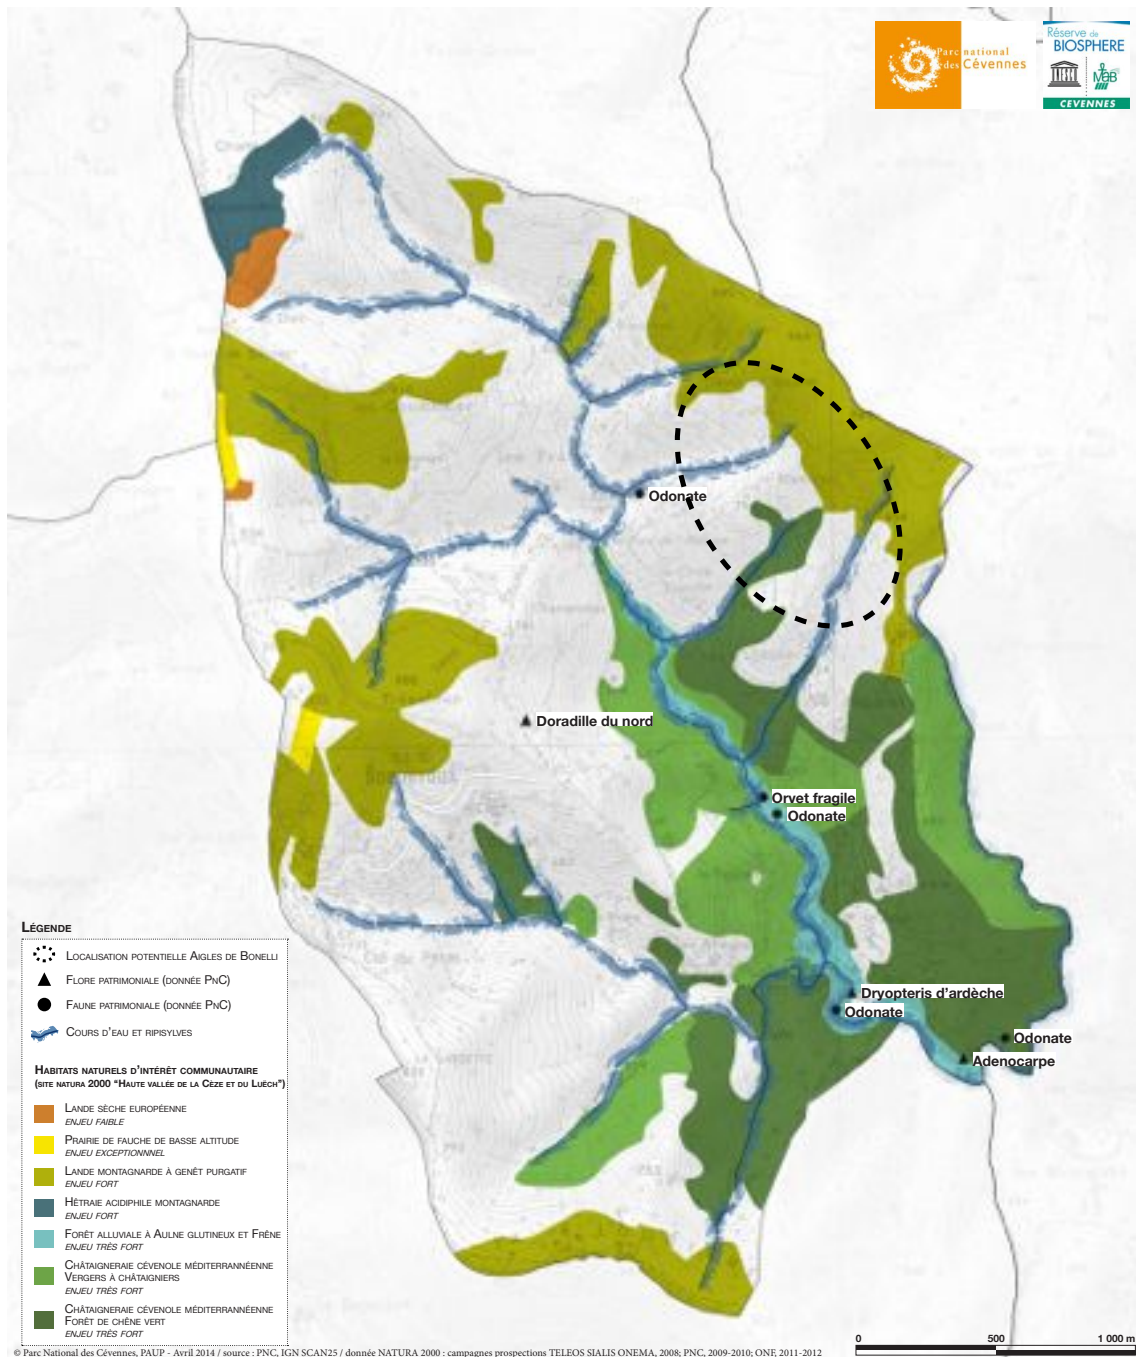 Parc national
des Cévennes
Réserve de
BIOSPHERE
MAB
CEVENNES
Odonate
Doradille du nord
Orvet fragile
Odonate
Dryopteris d'ardèche
Odonate
Odonate
Adenocarpe
LÉGENDE
LOCALISATION POTENTIELLE AIGLES DE BONELLI
FLORE PATRIMONIALE (DONNÉE PNC)
FAUNE PATRIMONIALE (DONNÉE PNC)
COURS D'EAU ET RIPISYLVES
HABITATS NATURELS D'INTÉRÊT COMMUNAUTAIRE
(SITE NATURA 2000 "HAUTE VALLÉE DE LA CÈZE ET DU LUÈCH")
LANDE SÈCHE EUROPÉENNE
ENJEU FAIBLE
PRAIRIE DE FAUCHE DE BASSE ALTITUDE
ENJEU EXCEPTIONNNEL
LANDE MONTAGNARDE À GENÊT PURGATIF
ENJEU FORT
HÊTRAIE ACIDIPHILE MONTAGNARDE
ENJEU FORT
FORÊT ALLUVIALE À AULNE GLUTINEUX ET FRÊNE
ENJEU TRÈS FORT
CHÂTAIGNERAIE CÉVENOLE MÉDITERRANNÉENNE
VERGERS À CHÂTAIGNIERS
ENJEU TRÈS FORT
CHÂTAIGNERAIE CÉVENOLE MÉDITERRANNÉENNE
FORÊT DE CHÊNE VERT
ENJEU TRÈS FORT
0 500 1 000 m
© Parc National des Cévennes, PAUP - Avril 2014 / source : PNC, IGN SCAN25 / donnée NATURA 2000 : campagnes prospections TELEOS SIALIS ONEMA, 2008; PNC, 2009-2010; ONF, 2011-2012